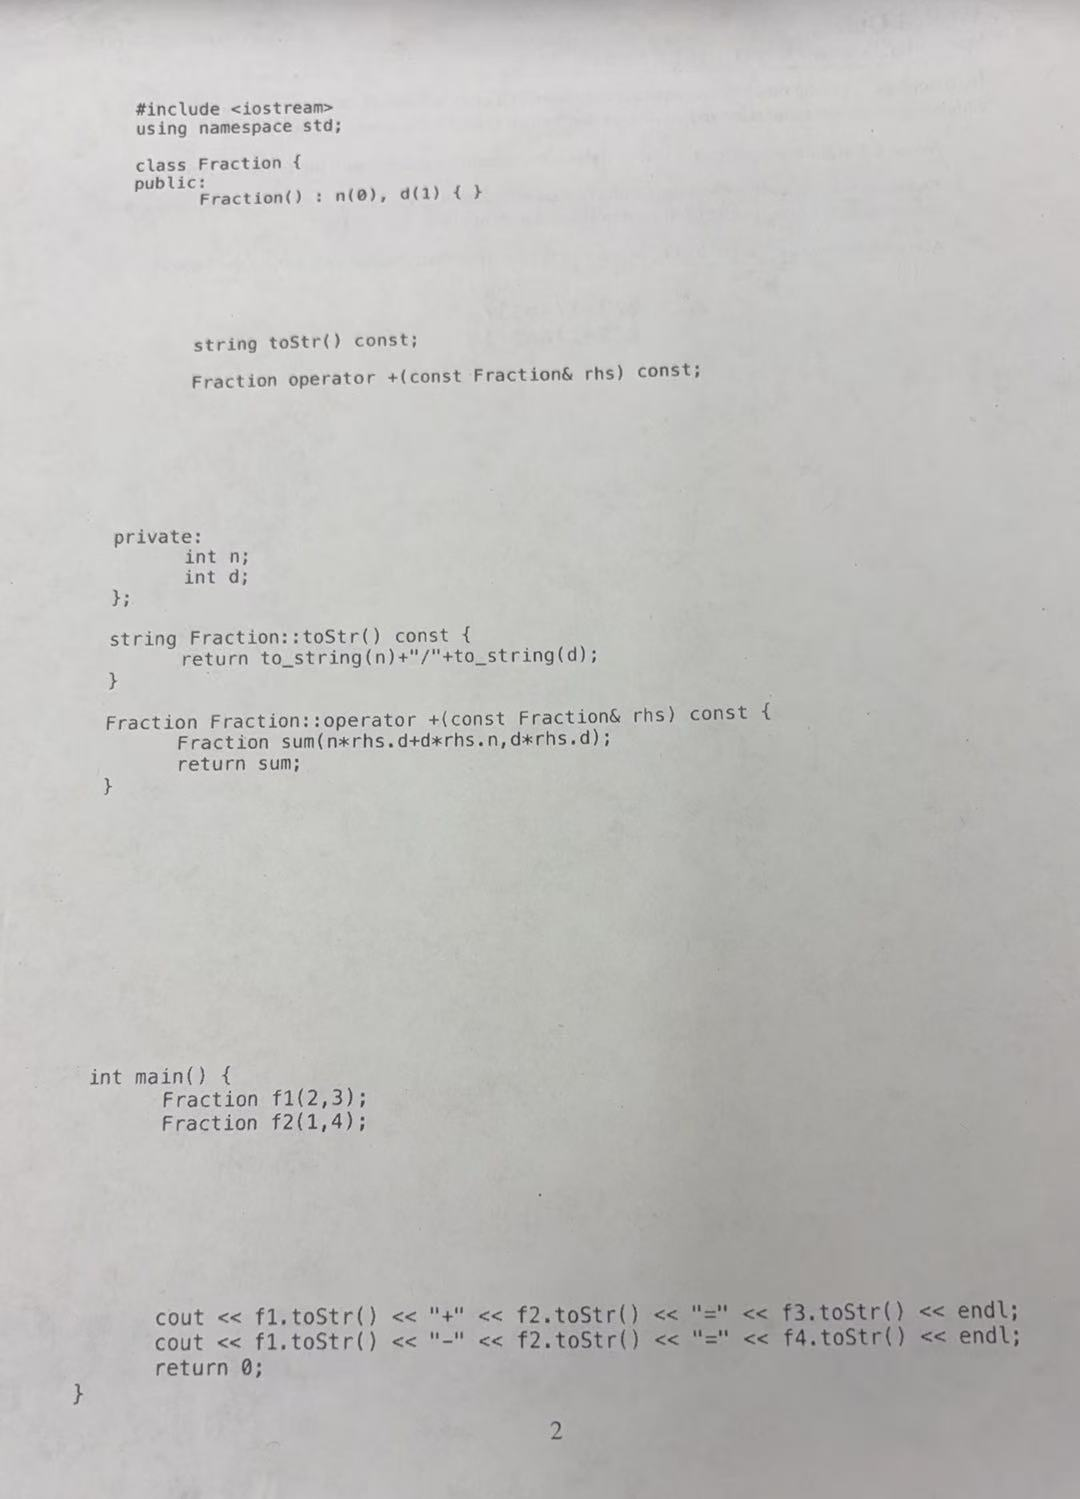 #include <iostream>
using namespace std;
class Fraction {
public:
Fraction() : n(0), d(1) { }
string toStr() const;
Fraction operator +(const Fraction& rhs) const;
private:
int n;
int d;
};
string Fraction::toStr() const {
return to_string(n)+"/"+to_string(d);
}
Fraction Fraction::operator +(const Fraction& rhs) const {
Fraction sum(n*rhs.d+d*rhs.n,d*rhs.d);
return sum;
}
int main() {
Fraction f1(2,3);
Fraction f2(1,4);
cout << f1.toStr() << "+" << f2.toStr() << "=" << f3.toStr() << endl;
cout << f1.toStr() << "-" << f2.toStr() << "=" << f4.toStr() << endl;
return 0;
}
2